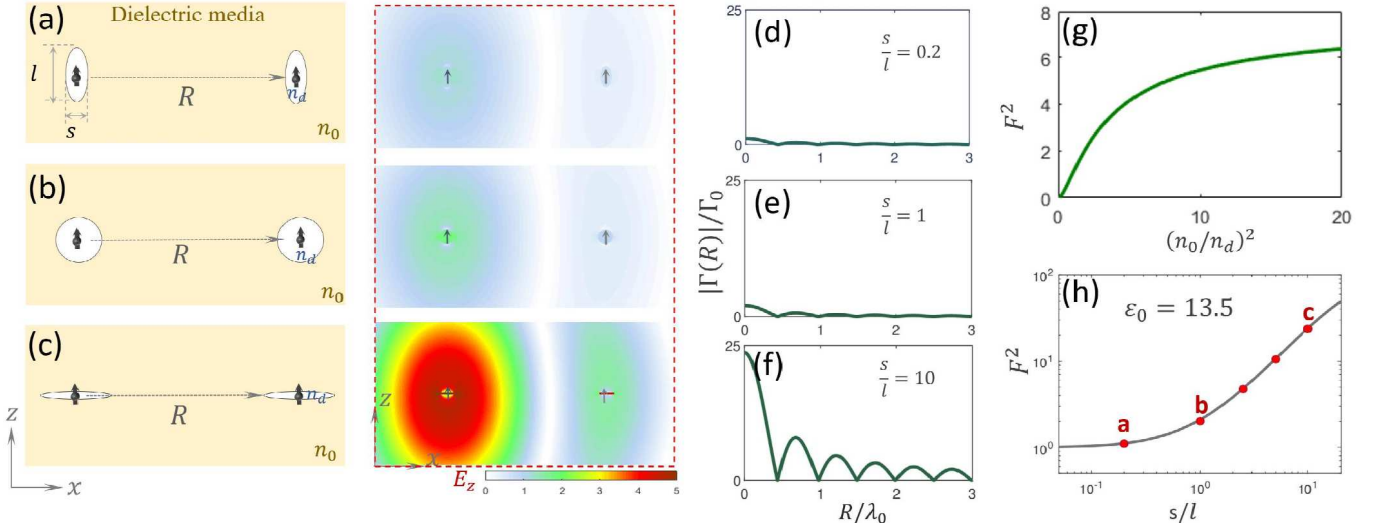 (a)
Dielectric media
l
s
R
n_d
n_0
(b)
R
n_d
n_0
(c)
R
n_d
n_0
z
x
z
x
E_z
0 1 2 3 4 5
(d)
s/l = 0.2
25
0
0 1 2 3
(e)
s/l = 1
25
0
0 1 2 3
(f)
s/l = 10
25
0
0 1 2 3
|Γ(R)|/Γ_0
R/λ_0
(g)
8
6
4
2
0
0 10 20
F^2
(n_0/n_d)^2
(h)
ε_0 = 13.5
10^2
10^1
10^0
F^2
a
b
c
10^-1 10^0 10^1
s/l